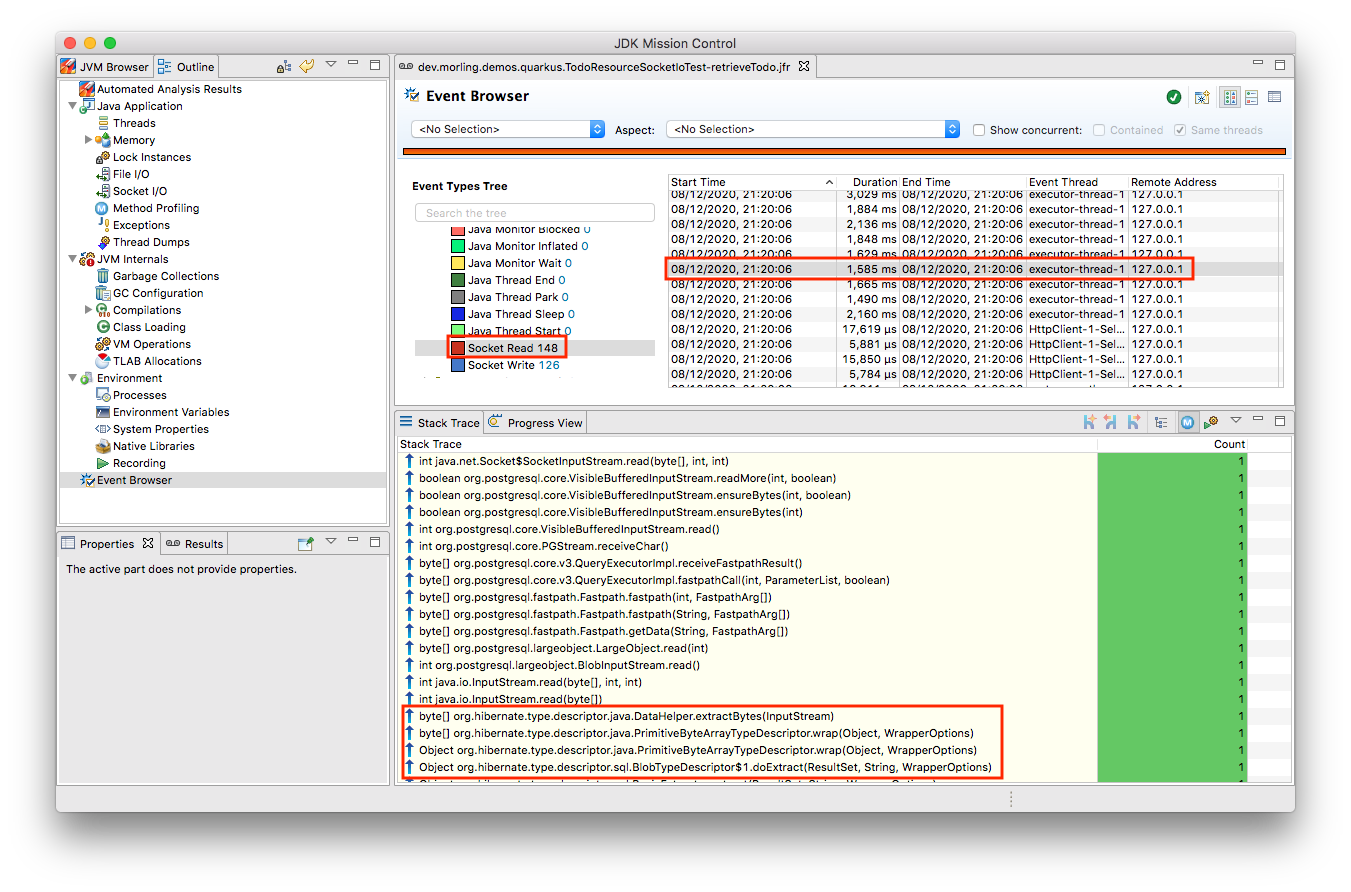 JDK Mission Control
JVM Browser
Outline
Automated Analysis Results
Java Application
Threads
Memory
Lock Instances
File I/O
Socket I/O
Method Profiling
Exceptions
Thread Dumps
JVM Internals
Garbage Collections
GC Configuration
Compilations
Class Loading
VM Operations
TLAB Allocations
Environment
Processes
Environment Variables
System Properties
Native Libraries
Recording
Event Browser
Properties
Results
The active part does not provide properties.
dev.morling.demos.quarkus.TodoResourceSocketIoTest-retrieveTodo.jfr
Event Browser
<No Selection>
Aspect:
<No Selection>
Show concurrent:
Contained
Same threads
Event Types Tree
Search the tree
Java Monitor Blocked 0
Java Monitor Inflated 0
Java Monitor Wait 0
Java Thread End 0
Java Thread Park 0
Java Thread Sleep 0
Java Thread Start 0
Socket Read 148
Socket Write 126
Start Time Duration End Time Event Thread Remote Address
08/12/2020, 21:20:06 3,029 ms 08/12/2020, 21:20:06 executor-thread-1 127.0.0.1
08/12/2020, 21:20:06 1,884 ms 08/12/2020, 21:20:06 executor-thread-1 127.0.0.1
08/12/2020, 21:20:06 2,136 ms 08/12/2020, 21:20:06 executor-thread-1 127.0.0.1
08/12/2020, 21:20:06 1,848 ms 08/12/2020, 21:20:06 executor-thread-1 127.0.0.1
08/12/2020, 21:20:06 1,629 ms 08/12/2020, 21:20:06 executor-thread-1 127.0.0.1
08/12/2020, 21:20:06 1,585 ms 08/12/2020, 21:20:06 executor-thread-1 127.0.0.1
08/12/2020, 21:20:06 1,665 ms 08/12/2020, 21:20:06 executor-thread-1 127.0.0.1
08/12/2020, 21:20:06 1,490 ms 08/12/2020, 21:20:06 executor-thread-1 127.0.0.1
08/12/2020, 21:20:06 2,160 ms 08/12/2020, 21:20:06 executor-thread-1 127.0.0.1
08/12/2020, 21:20:06 17,619 µs 08/12/2020, 21:20:06 HttpClient-1-Sel... 127.0.0.1
08/12/2020, 21:20:06 5,881 µs 08/12/2020, 21:20:06 HttpClient-1-Sel... 127.0.0.1
08/12/2020, 21:20:06 15,850 µs 08/12/2020, 21:20:06 HttpClient-1-Sel... 127.0.0.1
08/12/2020, 21:20:06 5,784 µs 08/12/2020, 21:20:06 HttpClient-1-Sel... 127.0.0.1
Stack Trace
Progress View
Stack Trace Count
int java.net.Socket$SocketInputStream.read(byte[], int, int) 1
boolean org.postgresql.core.VisibleBufferedInputStream.readMore(int, boolean) 1
boolean org.postgresql.core.VisibleBufferedInputStream.ensureBytes(int, boolean) 1
boolean org.postgresql.core.VisibleBufferedInputStream.ensureBytes(int) 1
int org.postgresql.core.VisibleBufferedInputStream.read() 1
int org.postgresql.core.PGStream.receiveChar() 1
byte[] org.postgresql.core.v3.QueryExecutorImpl.receiveFastpathResult() 1
byte[] org.postgresql.core.v3.QueryExecutorImpl.fastpathCall(int, ParameterList, boolean) 1
byte[] org.postgresql.fastpath.Fastpath.fastpath(int, FastpathArg[]) 1
byte[] org.postgresql.fastpath.Fastpath.fastpath(String, FastpathArg[]) 1
byte[] org.postgresql.fastpath.Fastpath.getData(String, FastpathArg[]) 1
byte[] org.postgresql.largeobject.LargeObject.read(int) 1
int org.postgresql.largeobject.BlobInputStream.read() 1
int java.io.InputStream.read(byte[], int, int) 1
int java.io.InputStream.read(byte[]) 1
byte[] org.hibernate.type.descriptor.java.DataHelper.extractBytes(InputStream) 1
byte[] org.hibernate.type.descriptor.java.PrimitiveByteArrayTypeDescriptor.wrap(Object, WrapperOptions) 1
Object org.hibernate.type.descriptor.java.PrimitiveByteArrayTypeDescriptor.wrap(Object, WrapperOptions) 1
Object org.hibernate.type.descriptor.sql.BlobTypeDescriptor$1.doExtract(ResultSet, String, WrapperOptions) 1